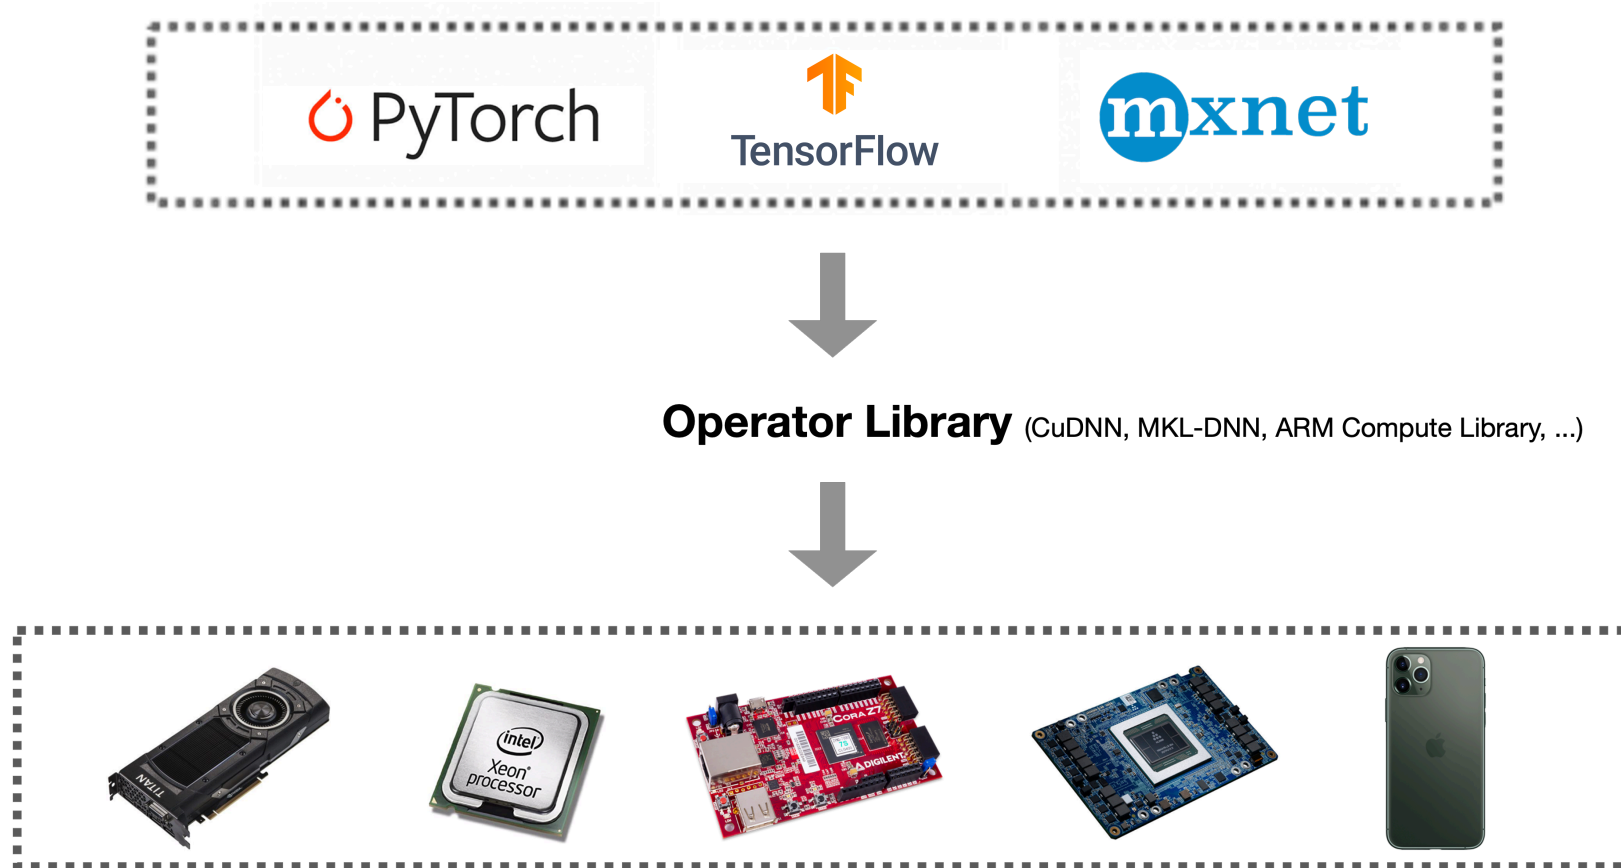 PyTorch
TensorFlow
mxnet
Operator Library (CuDNN, MKL-DNN, ARM Compute Library, ...)
TITAN
intel
Xeon®
processor
CORA Z7
DIGILENT